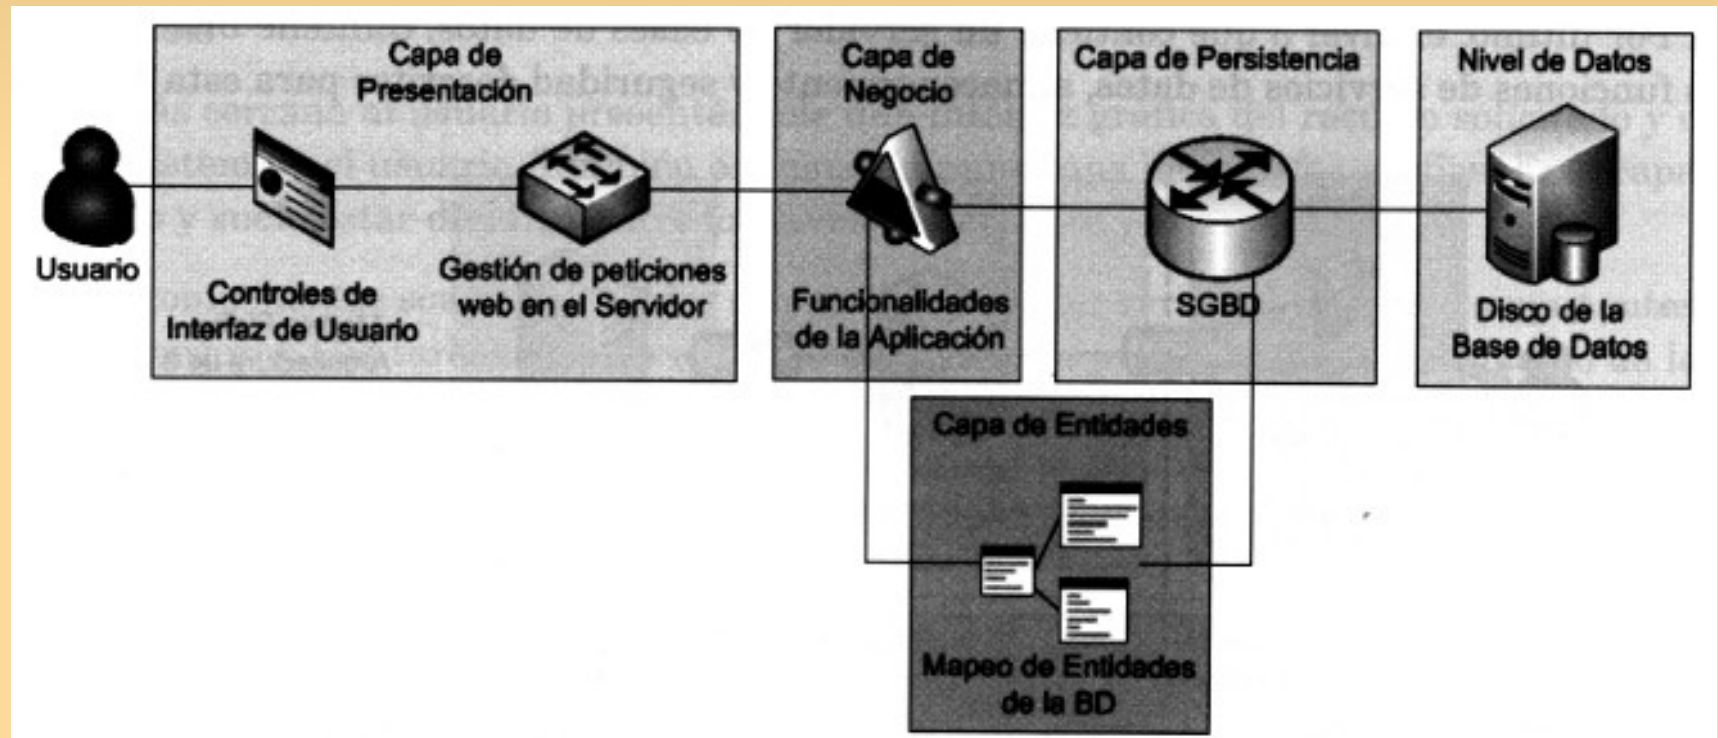 Capa de
Presentación
Capa de
Negocio
Capa de Persistencia
Nivel de Datos
Usuario
Controles de
Interfaz de Usuario
Gestión de peticiones
web en el Servidor
Funcionalidades
de la Aplicación
SGBD
Disco de la
Base de Datos
Capa de Entidades
Mapeo de Entidades
de la BD